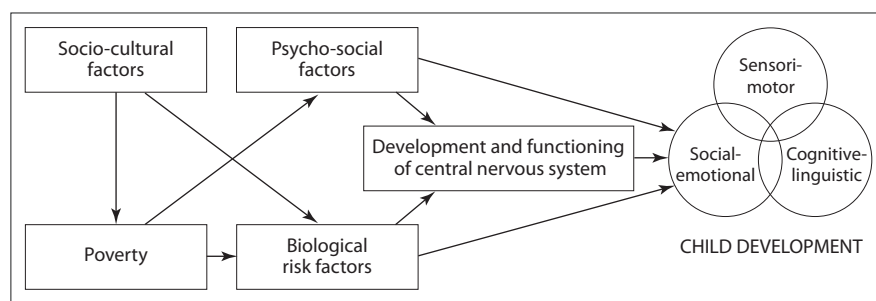 Socio-cultural
factors
Psycho-social
factors
Sensori-
motor
Development and functioning
of central nervous system
Social-
emotional
Cognitive-
linguistic
Poverty
Biological
risk factors
CHILD DEVELOPMENT